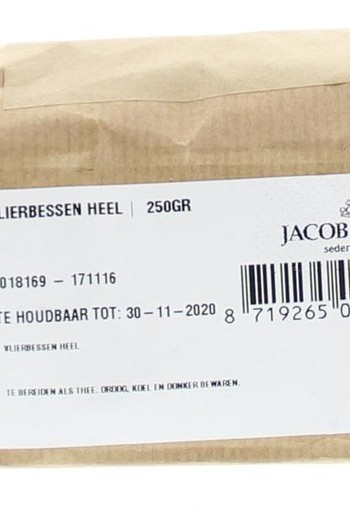 LIERBESSEN HEEL | 250GR
JACOB
seder
018169 – 171116
TE HOUDBAAR TOT: 30-11-2020
8 719265 0
VLIERBESSEN HEEL
TE BEREIDEN ALS THEE. DROOG, KOEL EN DONKER BEWAREN.